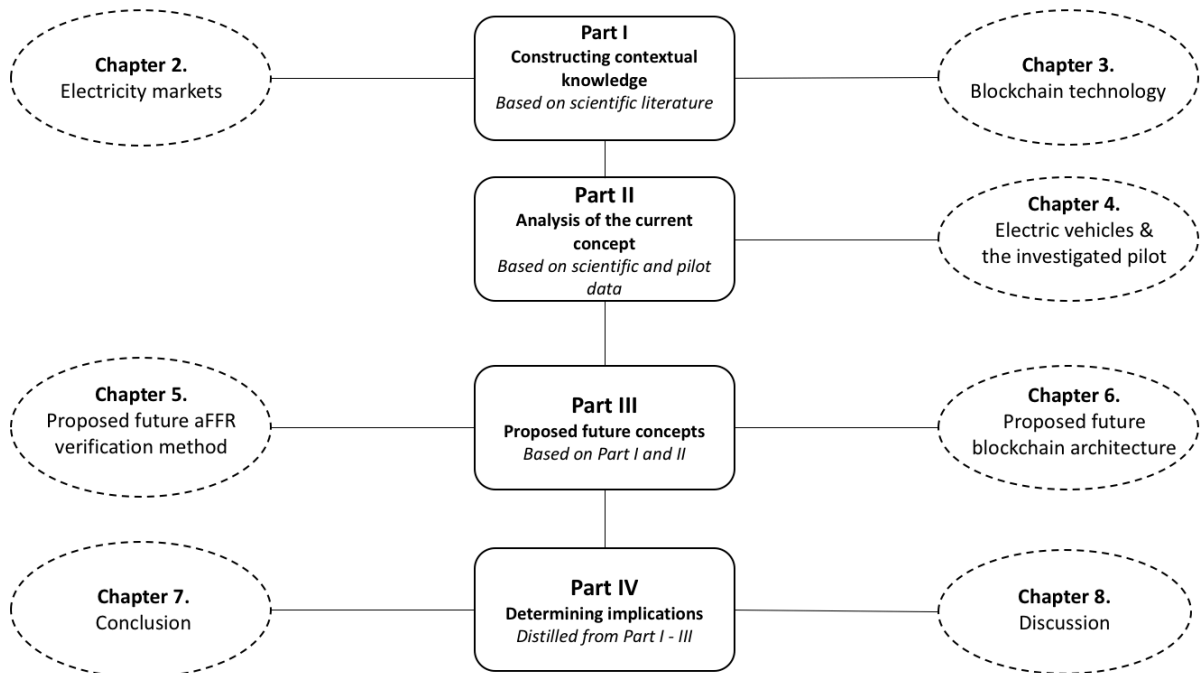 Part I
Constructing contextual
knowledge
Based on scientific literature
Chapter 2.
Electricity markets
Chapter 3.
Blockchain technology
Part II
Analysis of the current
concept
Based on scientific and pilot
data
Chapter 4.
Electric vehicles &
the investigated pilot
Chapter 5.
Proposed future aFFR
verification method
Part III
Proposed future concepts
Based on Part I and II
Chapter 6.
Proposed future
blockchain architecture
Chapter 7.
Conclusion
Part IV
Determining implications
Distilled from Part I - III
Chapter 8.
Discussion